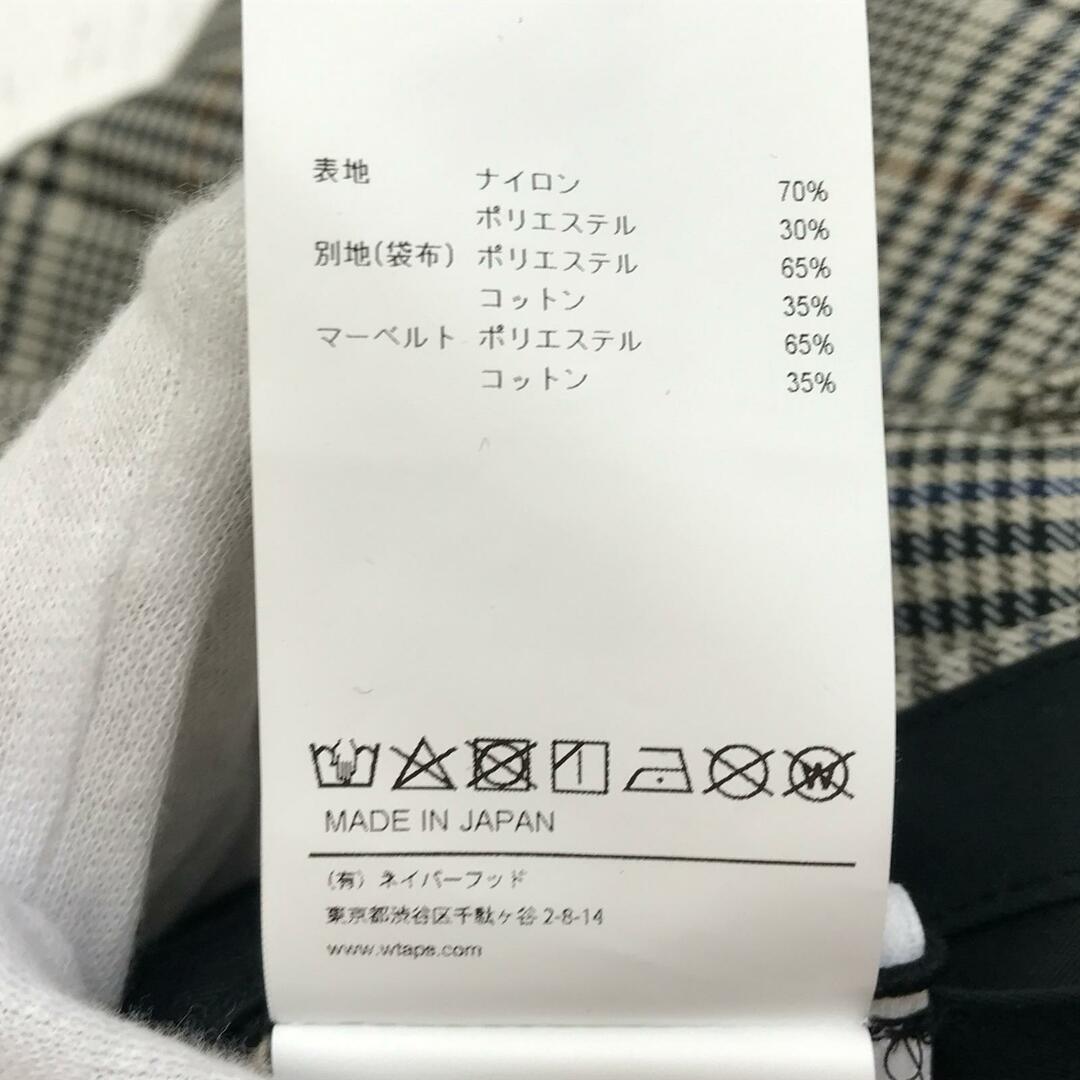 表地 ナイロン 70%
ポリエステル 30%
別地(袋布) ポリエステル 65%
コットン 35%
マーベルト ポリエステル 65%
コットン 35%
W
MADE IN JAPAN
(有) ネイバーフッド
東京都渋谷区千駄ヶ谷 2-8-14
www.wtaps.com